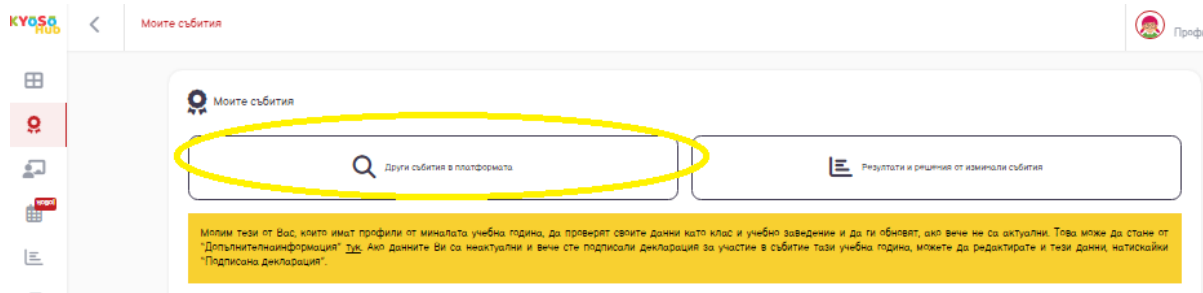 KYOSO
HUB
Моите събития
Моите събития
Други събития в платформата
Резултати и решения от изминали събития
Молим тези от Вас, които имат профили от миналата учебна година, да проверят своите данни като клас и учебно заведение и да ги обновят, ако вече не са актуални. Това може да стане от
"Допълнителнаинформация" тук. Ако данните Ви са неактуални и вече сте подписали декларация за участие в събитие тази учебна година, можете да редактирате и тези данни, натискайки
"Подписана декларация".